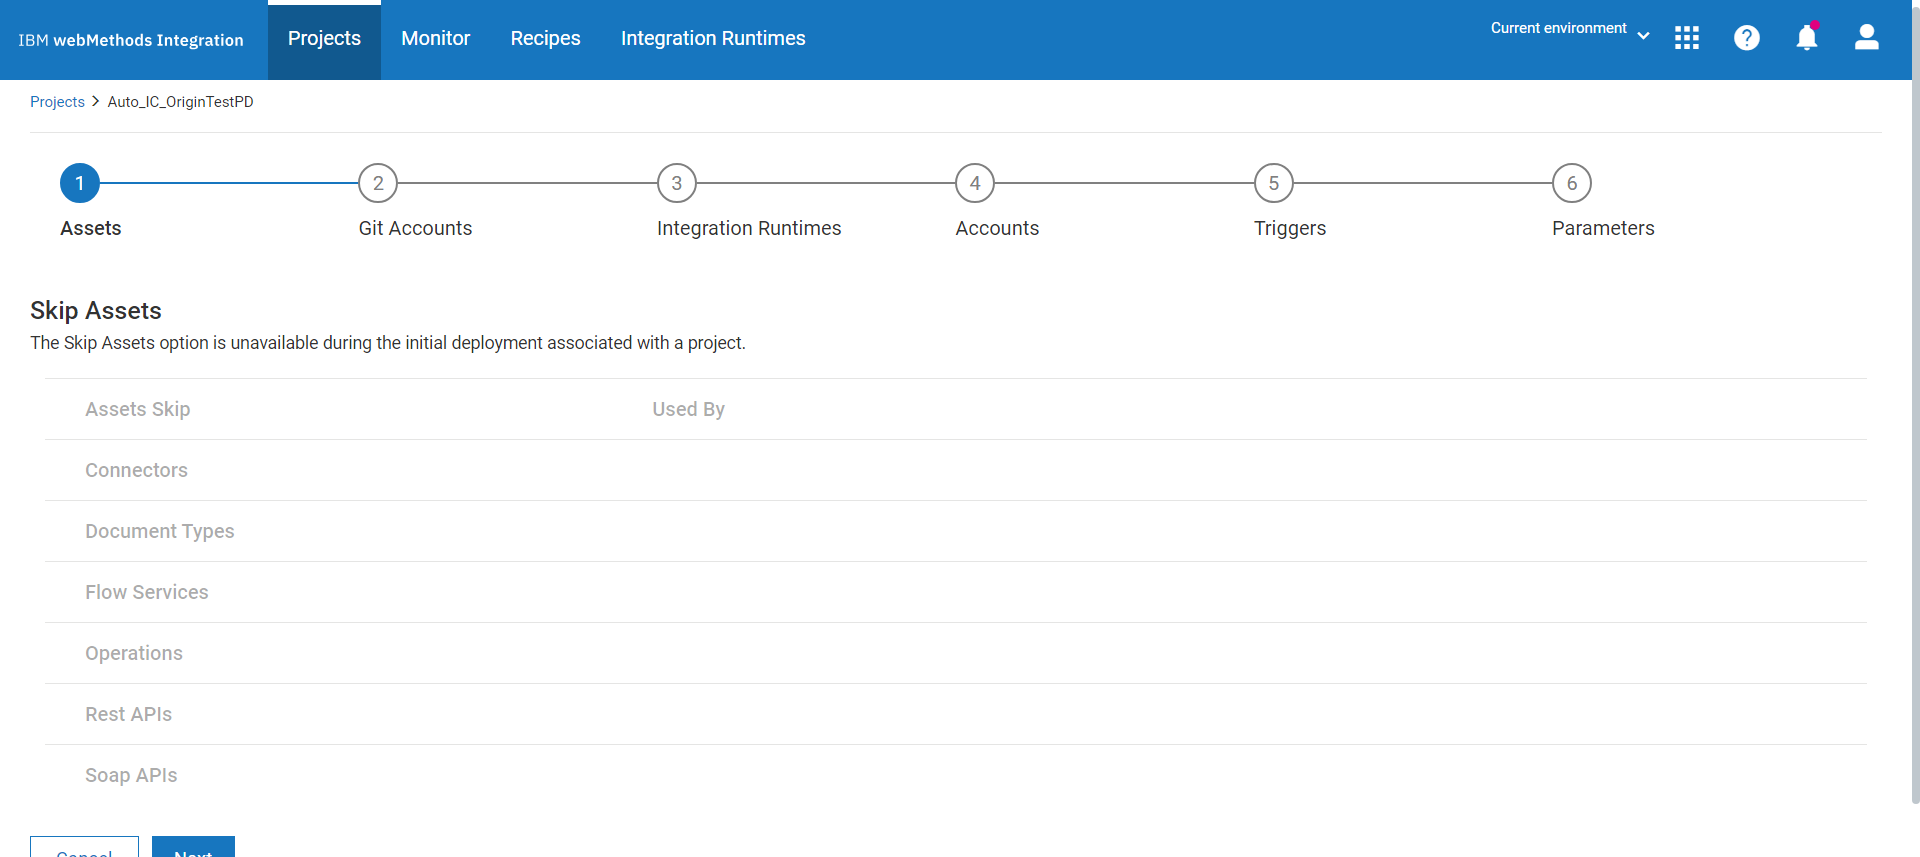 IBM webMethods Integration
Projects
Monitor
Recipes
Integration Runtimes
Current environment
?
Projects > Auto_IC_OriginTestPD
1
2
3
4
5
6
Assets
Git Accounts
Integration Runtimes
Accounts
Triggers
Parameters
Skip Assets
The Skip Assets option is unavailable during the initial deployment associated with a project.
Assets Skip
Used By
Connectors
Document Types
Flow Services
Operations
Rest APIs
Soap APIs
Cancel
Next